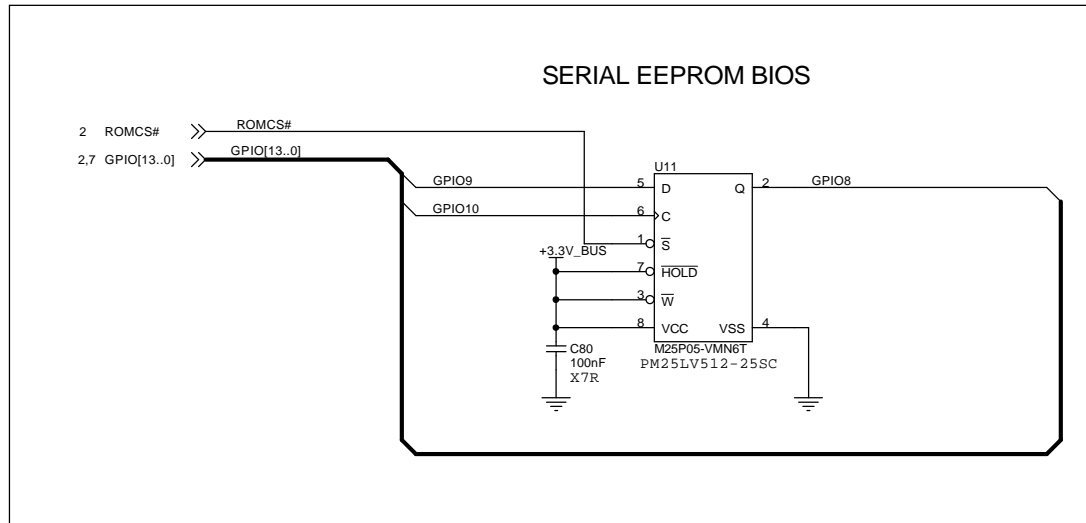 SERIAL EEPROM BIOS
2 ROMCS# ROMCS#
2,7 GPIO[13..0] GPIO[13..0]
U11
GPIO9 5 D Q 2 GPIO8
GPIO10 6 C
1 S
+3.3V_BUS
7 HOLD
3 W
8 VCC VSS 4
C80 M25P05-VMN6T
100nF PM25LV512-25SC
X7R